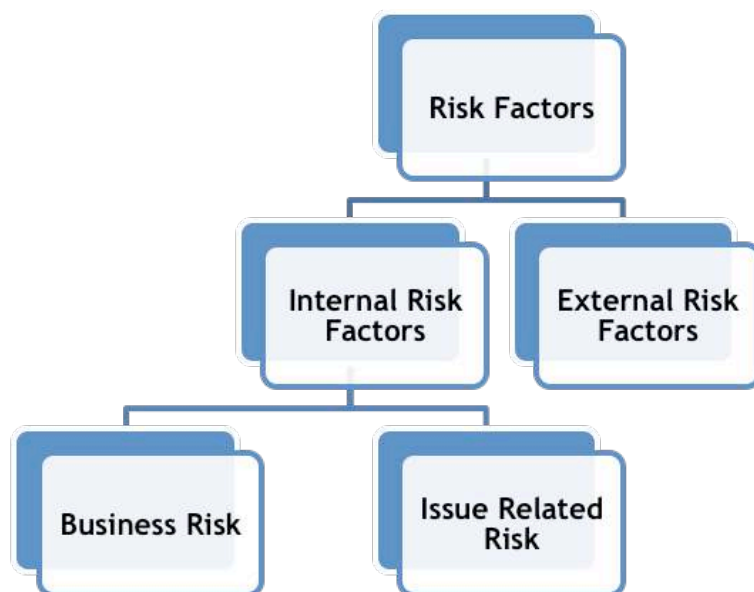 Risk Factors
Internal Risk
Factors
External Risk
Factors
Business Risk
Issue Related
Risk